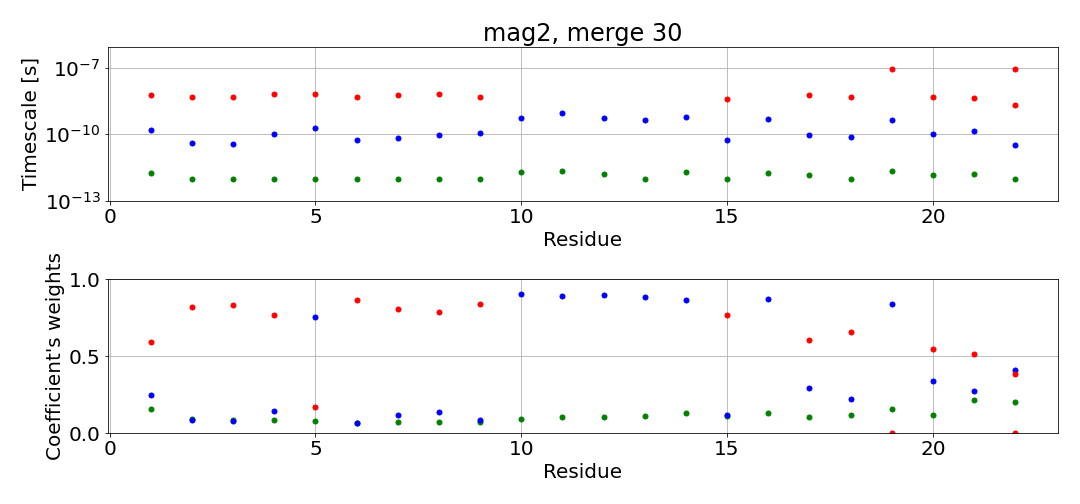 mag2, merge 30
Timescale [s]
10⁻⁷
10⁻¹⁰
10⁻¹³
0 5 10 15 20
Residue
Coefficient's weights
1.0
0.5
0.0
0 5 10 15 20
Residue